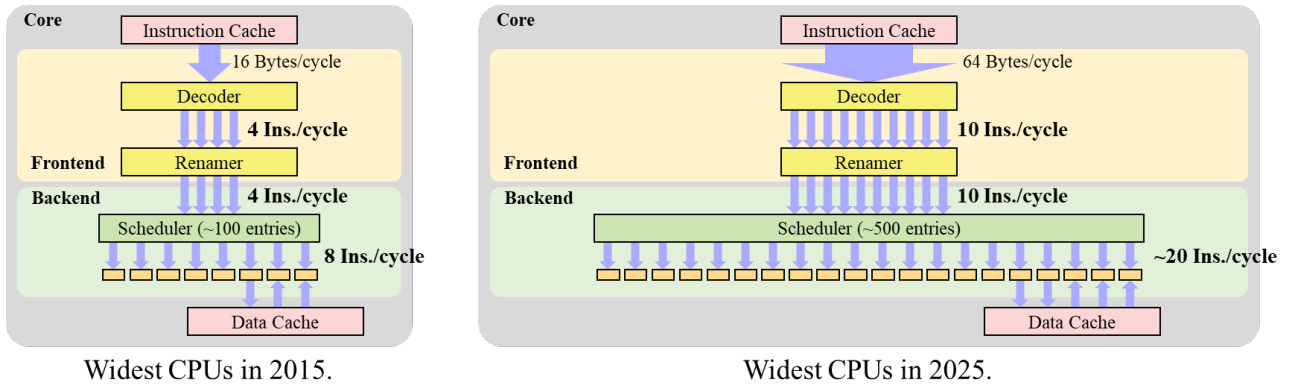 Core
Instruction Cache
16 Bytes/cycle
Decoder
4 Ins./cycle
Frontend
Renamer
Backend
4 Ins./cycle
Scheduler (~100 entries)
8 Ins./cycle
Data Cache
Widest CPUs in 2015.
Core
Instruction Cache
64 Bytes/cycle
Decoder
10 Ins./cycle
Frontend
Renamer
Backend
10 Ins./cycle
Scheduler (~500 entries)
~20 Ins./cycle
Data Cache
Widest CPUs in 2025.